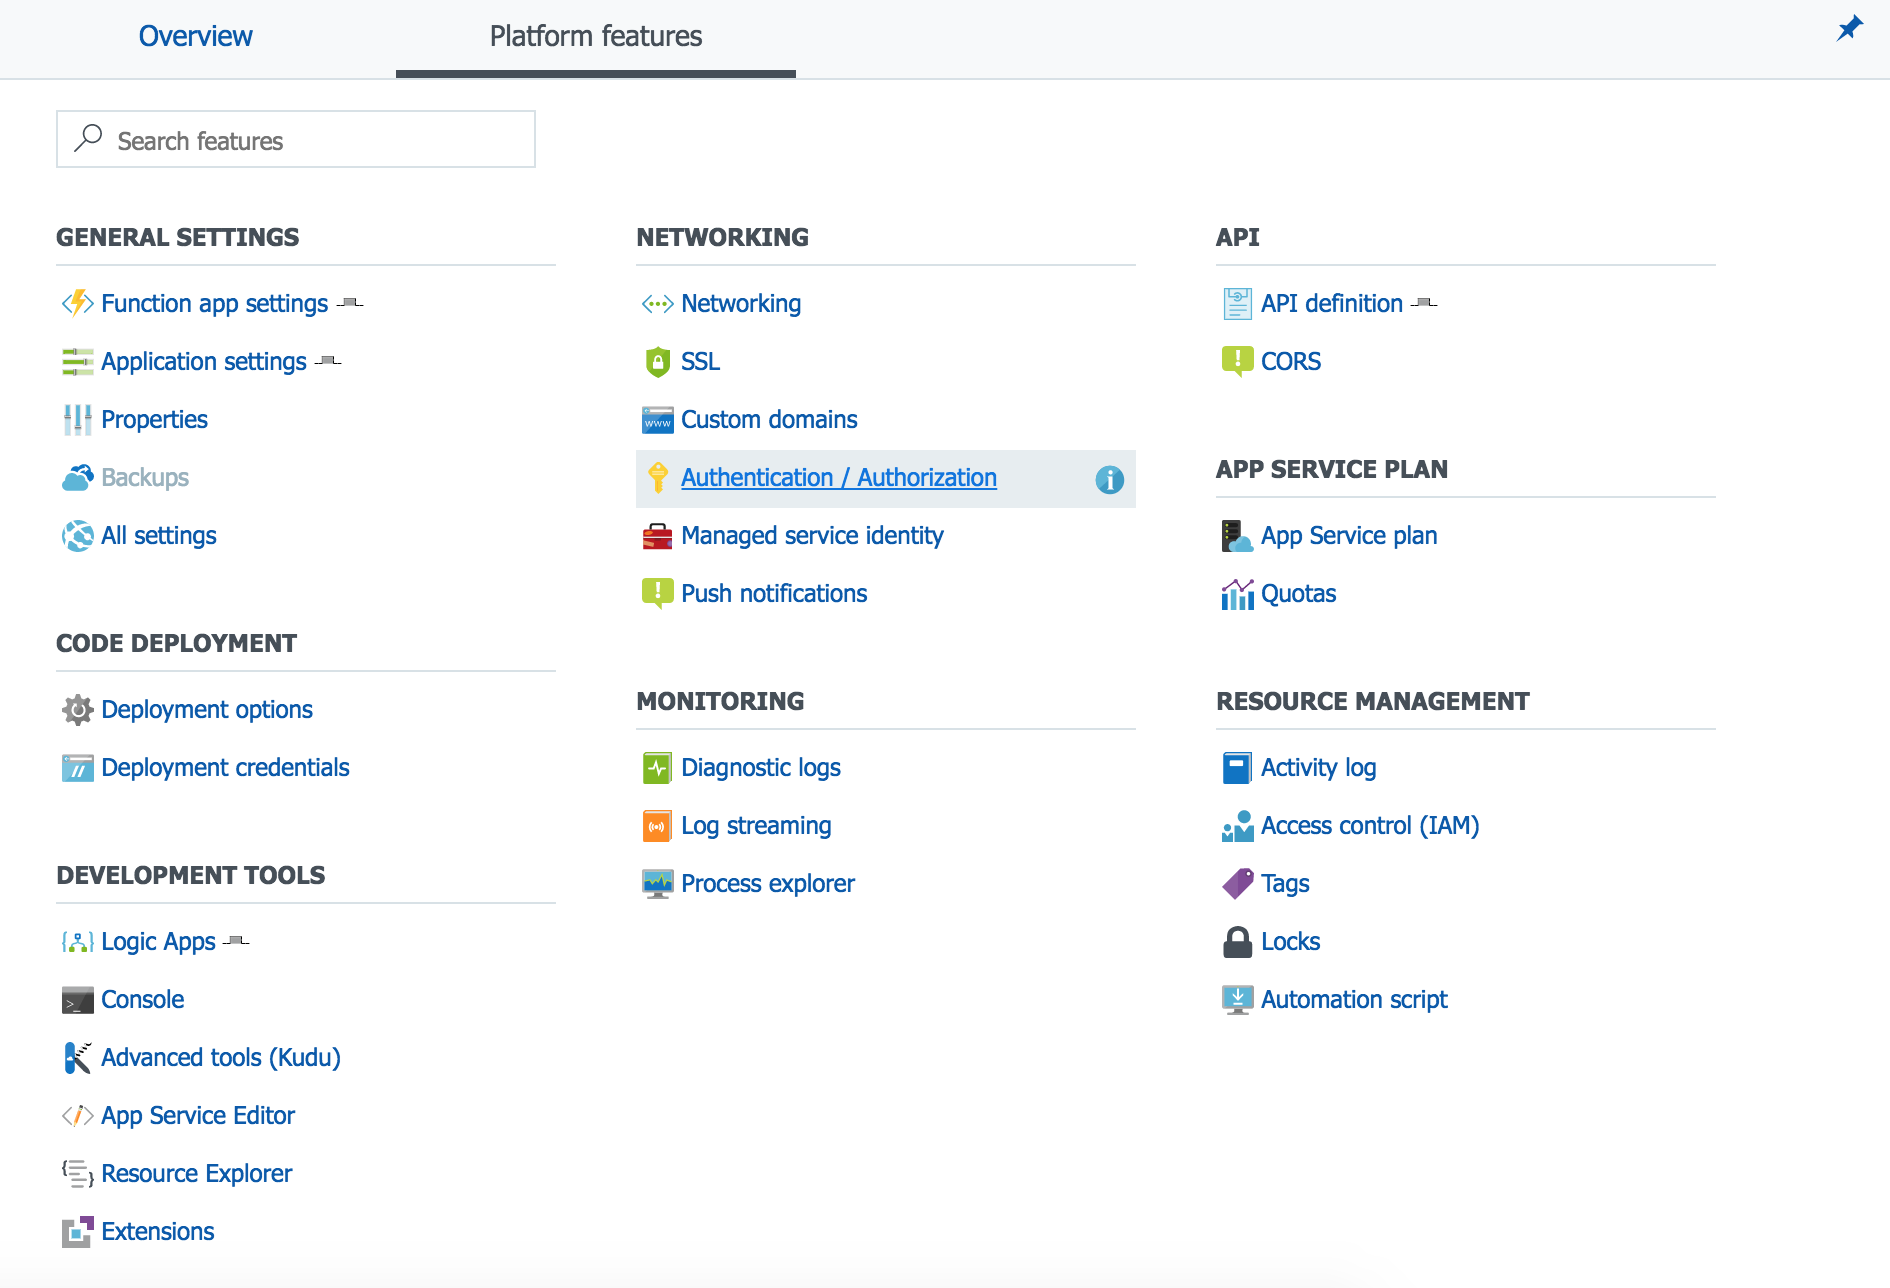 Overview
Platform features
Search features
GENERAL SETTINGS
Function app settings
Application settings
Properties
Backups
All settings
CODE DEPLOYMENT
Deployment options
Deployment credentials
DEVELOPMENT TOOLS
Logic Apps
Console
Advanced tools (Kudu)
App Service Editor
Resource Explorer
Extensions
NETWORKING
Networking
SSL
www Custom domains
Authentication / Authorization
Managed service identity
Push notifications
MONITORING
Diagnostic logs
Log streaming
Process explorer
API
API definition
CORS
APP SERVICE PLAN
App Service plan
Quotas
RESOURCE MANAGEMENT
Activity log
Access control (IAM)
Tags
Locks
Automation script